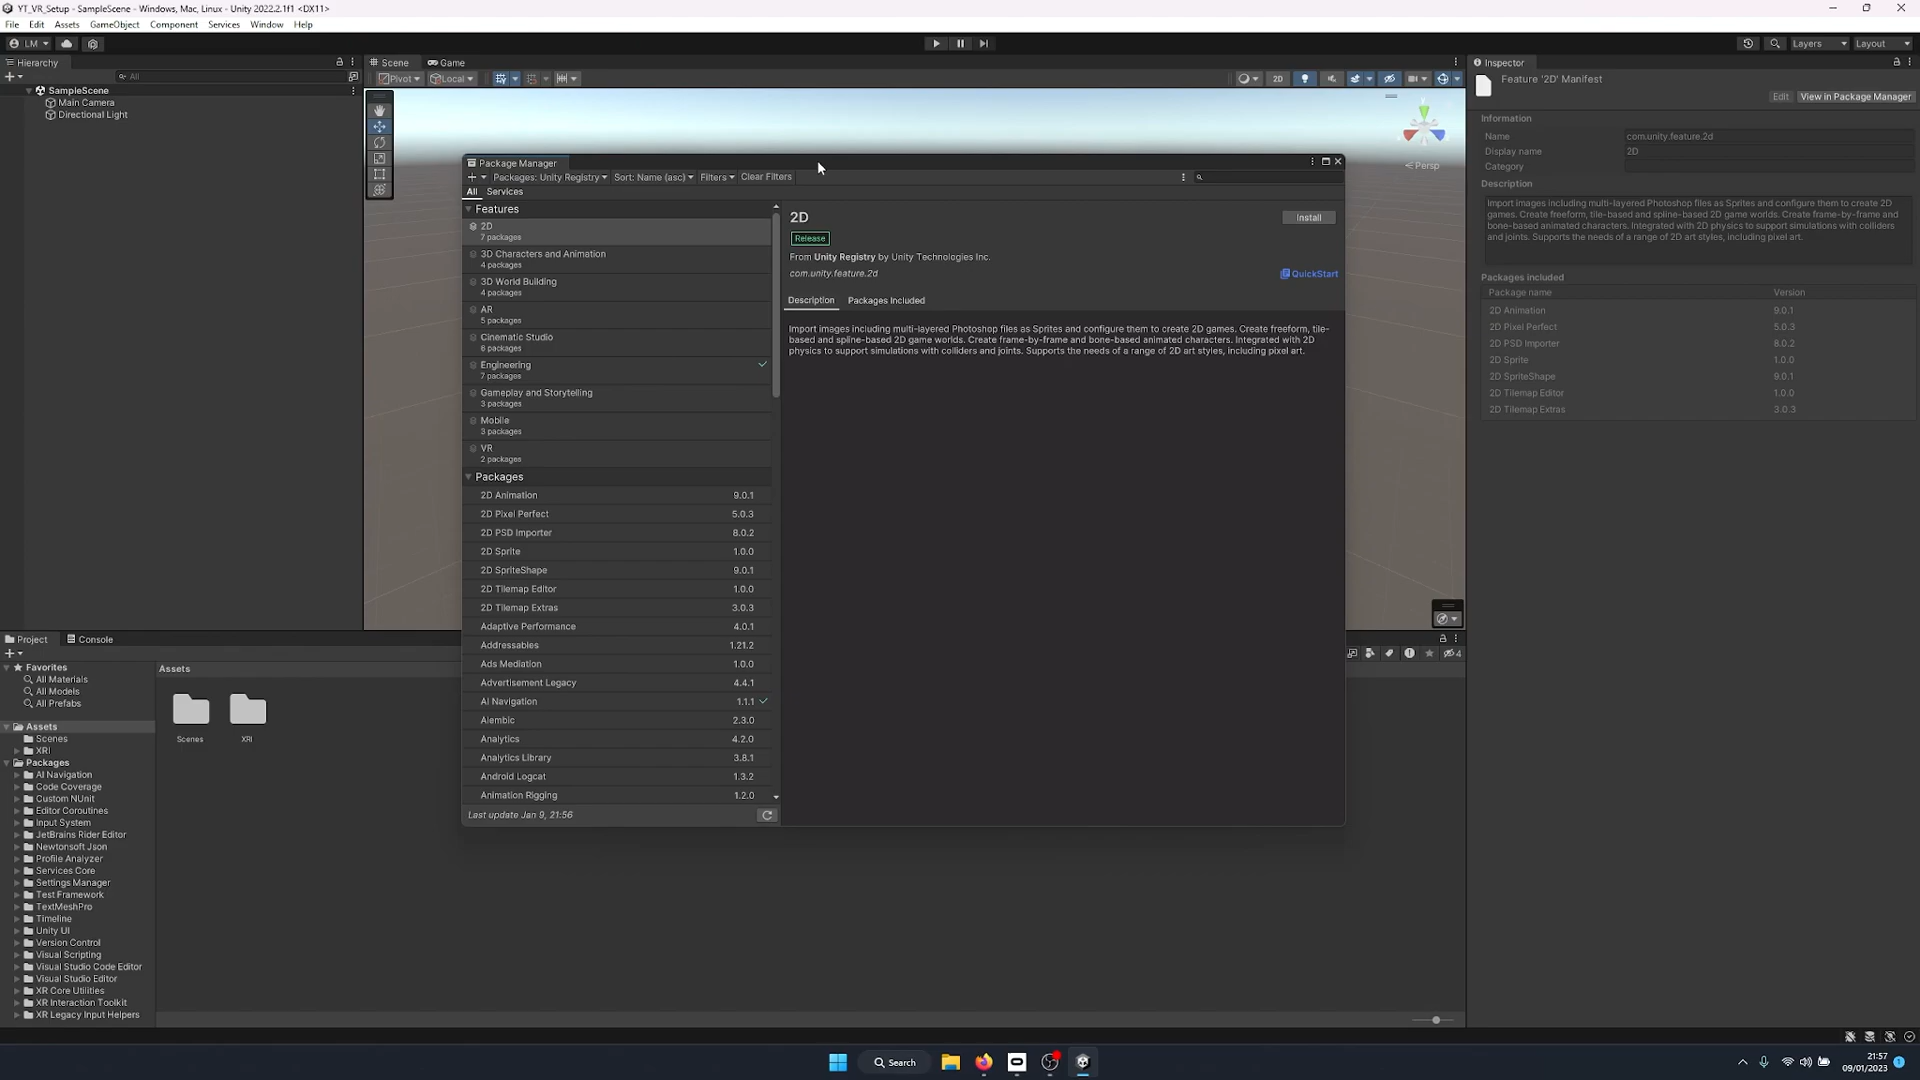 YT_VR_Setup - SampleScene - Windows, Mac, Linux - Unity 2022.2.1f1 <DX11>
File Edit Assets GameObject Component Services Window Help
LM
Layers
Layout
Hierarchy
All
SampleScene
Main Camera
Directional Light
Scene
Game
Pivot
Local
2D
Persp
Package Manager
Packages: Unity Registry
Sort: Name (asc)
Filters
Clear Filters
All
Services
Features
2D
7 packages
3D Characters and Animation
4 packages
3D World Building
4 packages
AR
5 packages
Cinematic Studio
6 packages
Engineering
7 packages
Gameplay and Storytelling
3 packages
Mobile
3 packages
VR
2 packages
Packages
2D Animation 9.0.1
2D Pixel Perfect 5.0.3
2D PSD Importer 8.0.2
2D Sprite 1.0.0
2D SpriteShape 9.0.1
2D Tilemap Editor 1.0.0
2D Tilemap Extras 3.0.3
Adaptive Performance 4.0.1
Addressables 1.21.2
Ads Mediation 1.0.0
Advertisement Legacy 4.4.1
AI Navigation 1.1.1
Alembic 2.3.0
Analytics 4.2.0
Analytics Library 3.8.1
Android Logcat 1.3.2
Animation Rigging 1.2.0
Last update Jan 9, 21:56
2D
Install
Release
From Unity Registry by Unity Technologies Inc.
com.unity.feature.2d
QuickStart
Description
Packages Included
Import images including multi-layered Photoshop files as Sprites and configure them to create 2D games. Create freeform, tile-
based and spline-based 2D game worlds. Create frame-by-frame and bone-based animated characters. Integrated with 2D
physics to support simulations with colliders and joints. Supports the needs of a range of 2D art styles, including pixel art.
Inspector
Feature '2D' Manifest
Edit
View in Package Manager
Information
Name com.unity.feature.2d
Display name 2D
Category
Description
Import images including multi-layered Photoshop files as Sprites and configure them to create 2D
games. Create freeform, tile-based and spline-based 2D game worlds. Create frame-by-frame and
bone-based animated characters. Integrated with 2D physics to support simulations with colliders
and joints. Supports the needs of a range of 2D art styles, including pixel art.
Packages included
Package name Version
2D Animation 9.0.1
2D Pixel Perfect 5.0.3
2D PSD Importer 8.0.2
2D Sprite 1.0.0
2D SpriteShape 9.0.1
2D Tilemap Editor 1.0.0
2D Tilemap Extras 3.0.3
Project
Console
4
Favorites
All Materials
All Models
All Prefabs
Assets
Scenes
XRI
Packages
AI Navigation
Code Coverage
Custom NUnit
Editor Coroutines
Input System
JetBrains Rider Editor
Newtonsoft Json
Profile Analyzer
Services Core
Settings Manager
Test Framework
TextMeshPro
Timeline
Unity UI
Version Control
Visual Scripting
Visual Studio Code Editor
Visual Studio Editor
XR Core Utilities
XR Interaction Toolkit
XR Legacy Input Helpers
Assets
Scenes
XRI
Search
21:57
09/01/2023
1